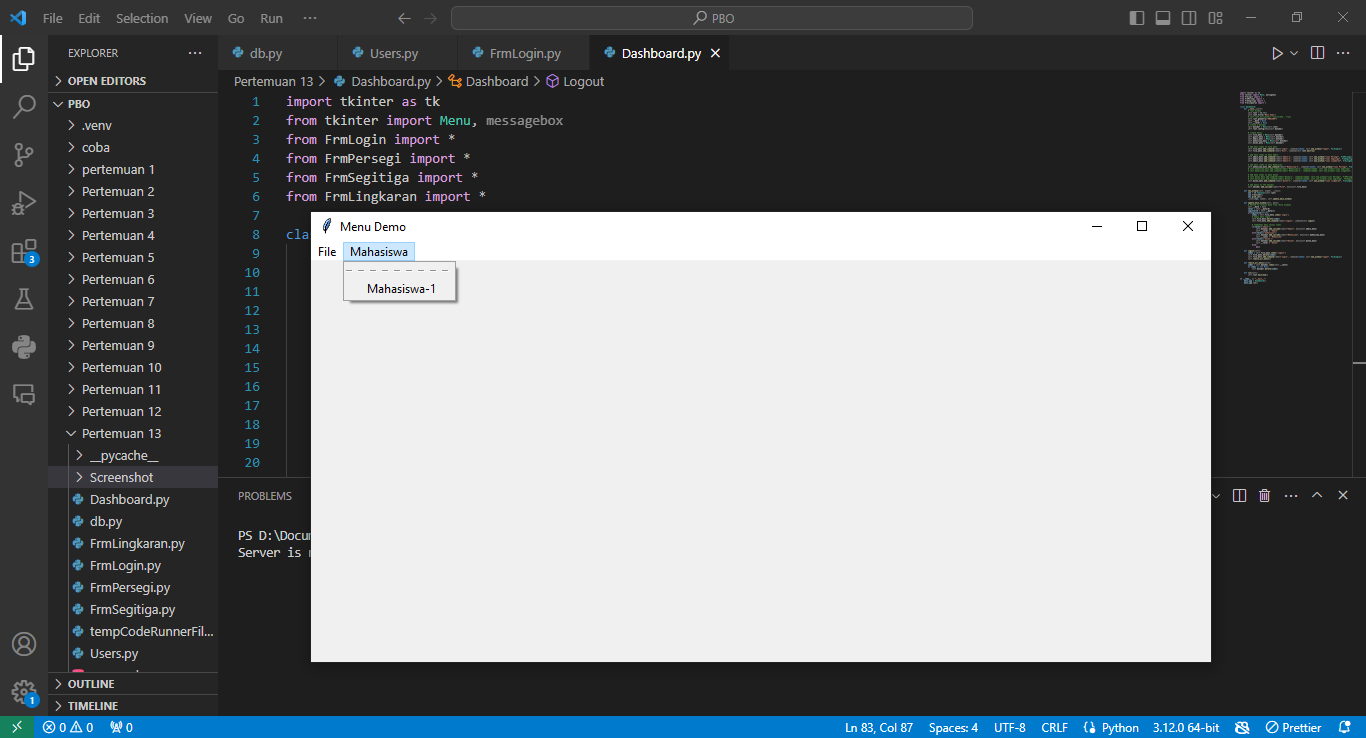 File Edit Selection View Go Run ··· PBO
EXPLORER ···
OPEN EDITORS
PBO
.venv
coba
pertemuan 1
Pertemuan 2
Pertemuan 3
Pertemuan 4
Pertemuan 5
Pertemuan 6
Pertemuan 7
Pertemuan 8
Pertemuan 9
Pertemuan 10
Pertemuan 11
Pertemuan 12
Pertemuan 13
__pycache__
Screenshot
Dashboard.py
db.py
FrmLingkaran.py
FrmLogin.py
FrmPersegi.py
FrmSegitiga.py
tempCodeRunnerFil...
Users.py
OUTLINE
TIMELINE
3
1
db.py Users.py FrmLogin.py Dashboard.py
Pertemuan 13 > Dashboard.py > Dashboard > Logout
1 import tkinter as tk
2 from tkinter import Menu, messagebox
3 from FrmLogin import *
4 from FrmPersegi import *
5 from FrmSegitiga import *
6 from FrmLingkaran import *
7
8 cla
9
10
11
12
13
14
15
16
17
18
19
20
Menu Demo
File Mahasiswa
Mahasiswa-1
PROBLEMS
PS D:\Docu
Server is
0 0 0 Ln 83, Col 87 Spaces: 4 UTF-8 CRLF Python 3.12.0 64-bit Prettier